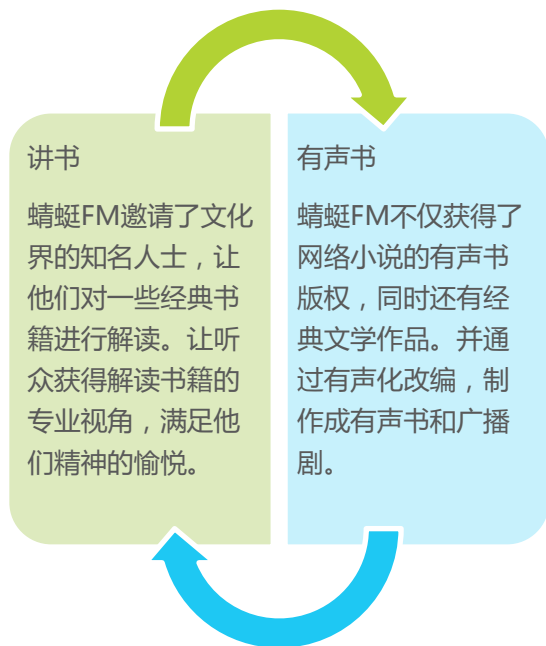 讲书
蜻蜓FM邀请了文化
界的知名人士，让
他们对一些经典书
籍进行解读。让听
众获得解读书籍的
专业视角，满足他
们精神的愉悦。
有声书
蜻蜓FM不仅获得了
网络小说的有声书
版权，同时还有经
典文学作品。并通
过有声化改编，制
作成有声书和广播
剧。